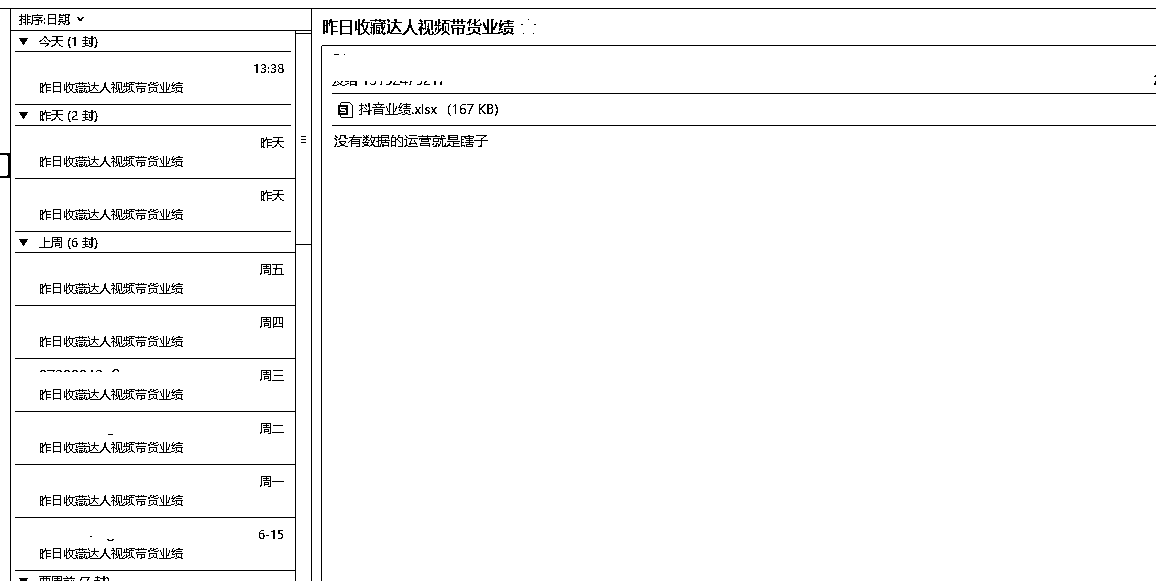 排序:日期
今天 (1 封)
13:38
昨日收藏达人视频带货业绩
昨天 (2 封)
昨天
昨日收藏达人视频带货业绩
昨天
昨日收藏达人视频带货业绩
上周 (6 封)
周五
昨日收藏达人视频带货业绩
周四
昨日收藏达人视频带货业绩
周三
昨日收藏达人视频带货业绩
周二
昨日收藏达人视频带货业绩
周一
昨日收藏达人视频带货业绩
6-15
昨日收藏达人视频带货业绩
昨日收藏达人视频带货业绩
抖音业绩.xlsx (167 KB)
没有数据的运营就是瞎子